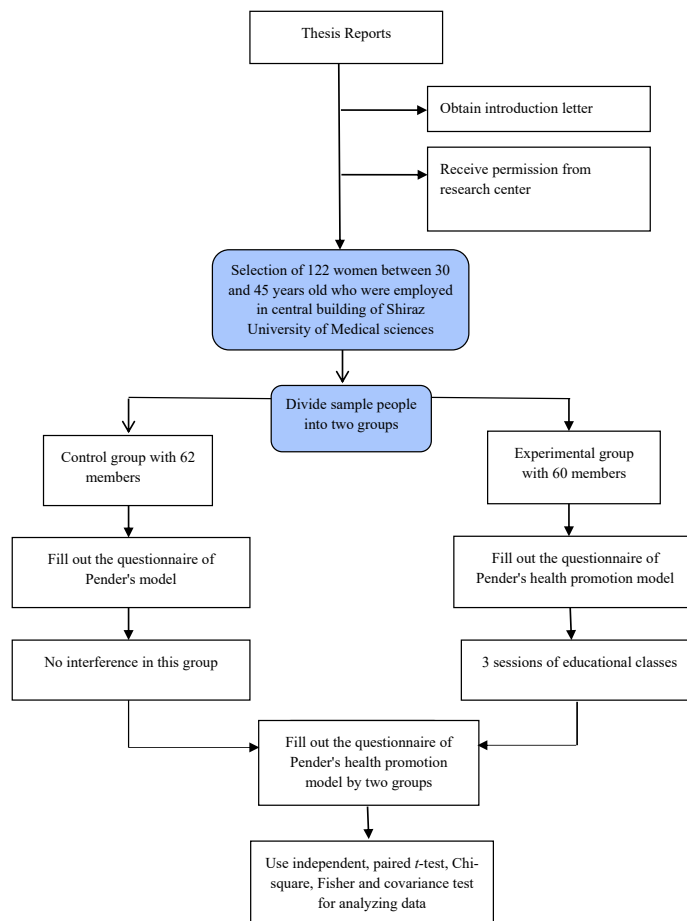 Thesis Reports
Obtain introduction letter
Receive permission from
research center
Selection of 122 women between 30
and 45 years old who were employed
in central building of Shiraz
University of Medical sciences
Divide sample people
into two groups
Control group with 62
members
Experimental group
with 60 members
Fill out the questionnaire of
Pender's model
Fill out the questionnaire of
Pender's health promotion model
No interference in this group
3 sessions of educational classes
Fill out the questionnaire of
Pender's health promotion
model by two groups
Use independent, paired t-test, Chi-
square, Fisher and covariance test
for analyzing data